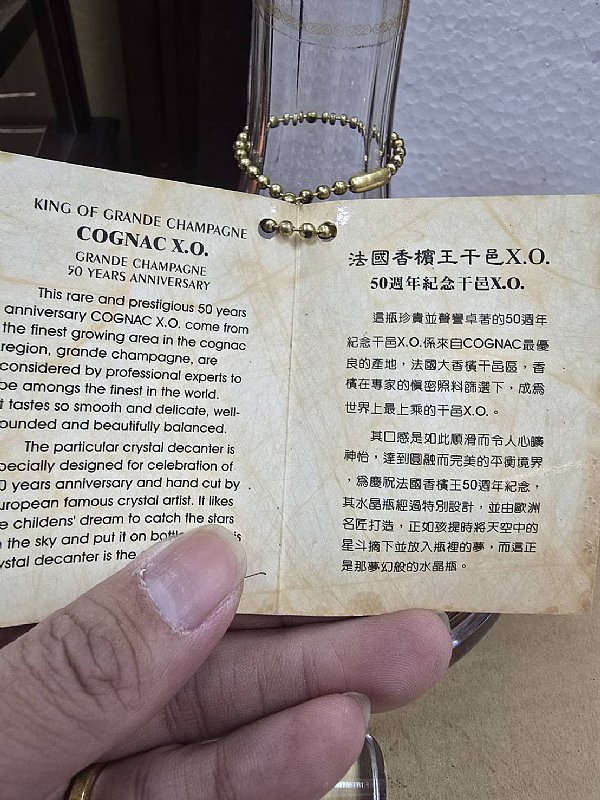 KING OF GRANDE CHAMPAGNE
COGNAC X.O.
GRANDE CHAMPAGNE
50 YEARS ANNIVERSARY
This rare and prestigious 50 years
anniversary COGNAC X.O. come from
the finest growing area in the cognac
region, grande champagne, are
considered by professional experts to
be amongs the finest in the world.
t tastes so smooth and delicate, well-
ounded and beautifully balanced.
The particular crystal decanter is
pecially designed for celebration of
0 years anniversary and hand cut by
uropean famous crystal artist. It likes
e childens' dream to catch the stars
the sky and put it on bottle is
ystal decanter is the
法國香檳王干邑X.O.
50週年紀念干邑X.O.
這瓶珍貴並聲譽卓著的50週年
紀念干邑X.O.係來自COGNAC最優
良的產地，法國大香檳干邑區，香
檳在專家的慎密照料篩選下，成為
世界上最上乘的干邑X.O.。
其口感是如此順滑而令人心曠
神怡，達到圓融而完美的平衡境界
，為慶祝法國香檳王50週年紀念，
其水晶瓶經過特別設計，並由歐洲
名匠打造，正如孩提時將天空中的
星斗摘下並放入瓶裡的夢，而這正
是那夢幻般的水晶瓶。